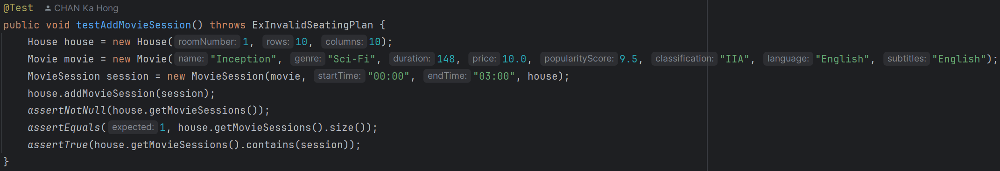 @Test CHAN Ka Hong
public void testAddMovieSession() throws ExInvalidSeatingPlan {
    House house = new House( roomNumber: 1, rows: 10, columns: 10);
    Movie movie = new Movie( name: "Inception", genre: "Sci-Fi", duration: 148, price: 10.0, popularityScore: 9.5, classification: "IIA", language: "English", subtitles: "English");
    MovieSession session = new MovieSession(movie, startTime: "00:00", endTime: "03:00", house);
    house.addMovieSession(session);
    assertNotNull(house.getMovieSessions());
    assertEquals( expected: 1, house.getMovieSessions().size());
    assertTrue(house.getMovieSessions().contains(session));
}